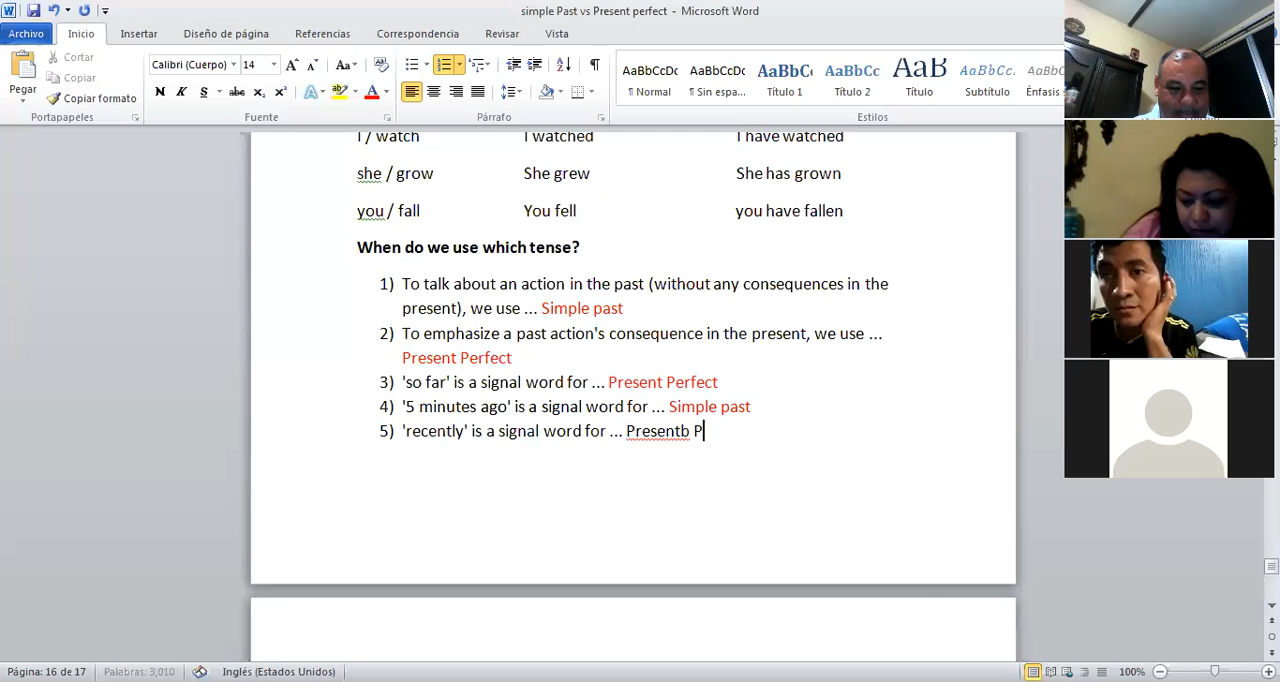 simple Past vs Present perfect - Microsoft Word
Archivo Inicio Insertar Diseño de página Referencias Correspondencia Revisar Vista
Pegar
Cortar
Copiar
Copiar formato
Portapapeles
Calibri (Cuerpo) 14
Fuente
Párrafo
AaBbCcDc AaBbCcDc AaBbC AaBbCc AaB AaBbCc. AaBbCc
¶ Normal ¶ Sin espa... Título 1 Título 2 Título Subtítulo Énfasis
Estilos
I / watch I watched I have watched
she / grow She grew She has grown
you / fall You fell you have fallen
When do we use which tense?
1) To talk about an action in the past (without any consequences in the
present), we use ... Simple past
2) To emphasize a past action's consequence in the present, we use ...
Present Perfect
3) 'so far' is a signal word for ... Present Perfect
4) '5 minutes ago' is a signal word for ... Simple past
5) 'recently' is a signal word for ... Presentb P
Página: 16 de 17 Palabras: 3,010 Inglés (Estados Unidos) 100%